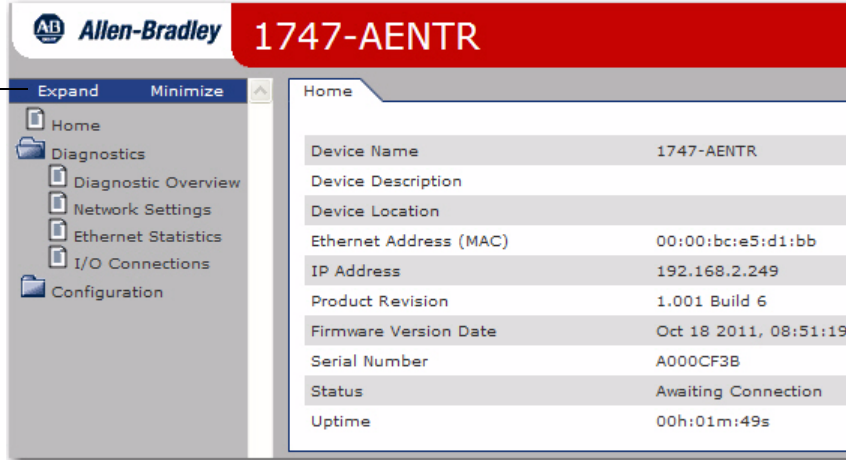 AB Allen-Bradley 1747-AENTR
Expand Minimize
Home
Diagnostics
Diagnostic Overview
Network Settings
Ethernet Statistics
I/O Connections
Configuration
Home
Device Name 1747-AENTR
Device Description
Device Location
Ethernet Address (MAC) 00:00:bc:e5:d1:bb
IP Address 192.168.2.249
Product Revision 1.001 Build 6
Firmware Version Date Oct 18 2011, 08:51:19
Serial Number A000CF3B
Status Awaiting Connection
Uptime 00h:01m:49s